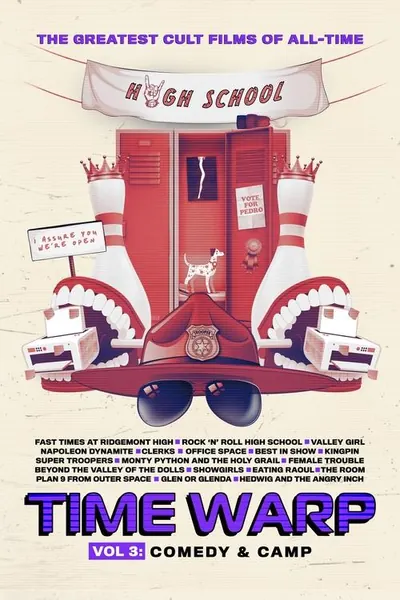 THE GREATEST CULT FILMS OF ALL-TIME
HIGH SCHOOL
VOTE
FOR
PEDRO
I ASSURE YOU
WE'RE OPEN
FAST TIMES AT RIDGEMONT HIGH ■ ROCK 'N' ROLL HIGH SCHOOL ■ VALLEY GIRL
NAPOLEON DYNAMITE ■ CLERKS ■ OFFICE SPACE ■ BEST IN SHOW ■ KINGPIN
SUPER TROOPERS ■ MONTY PYTHON AND THE HOLY GRAIL ■ FEMALE TROUBLE
BEYOND THE VALLEY OF THE DOLLS ■ SHOWGIRLS ■ EATING RAOUL ■ THE ROOM
PLAN 9 FROM OUTER SPACE ■ GLEN OR GLENDA ■ HEDWIG AND THE ANGRY INCH
TIME WARP
VOL 3: COMEDY & CAMP